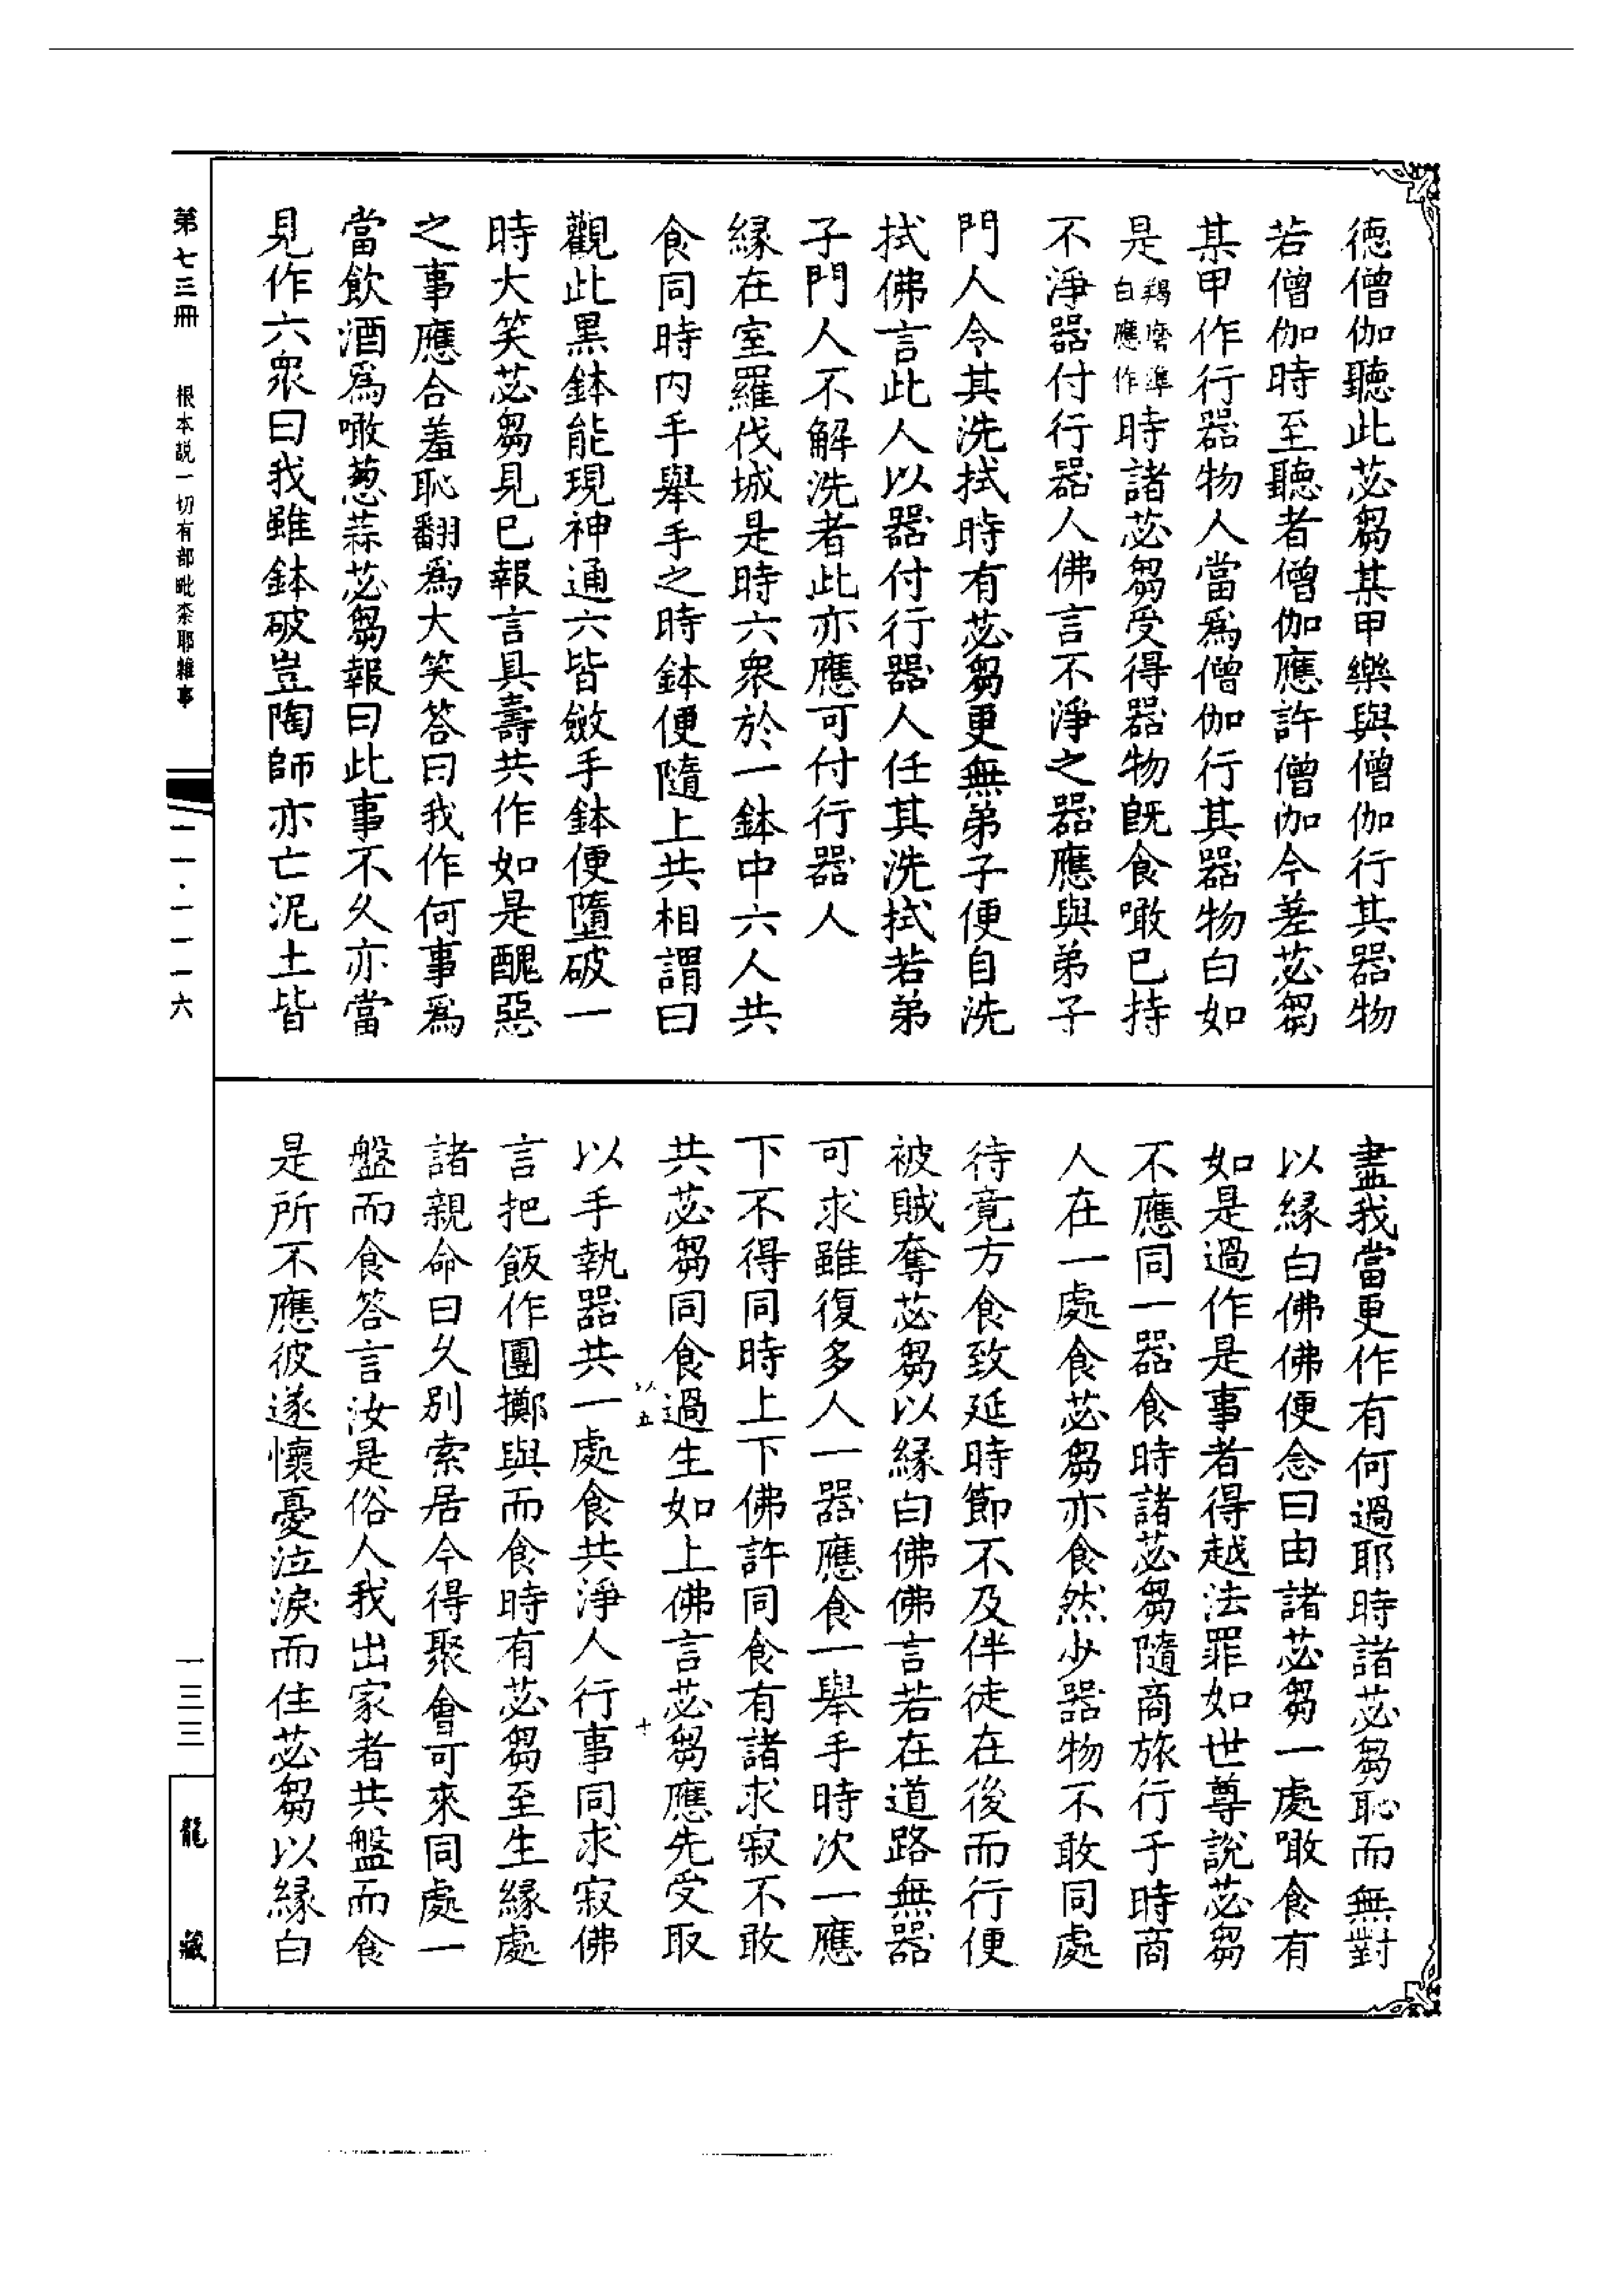 德僧伽聽此苾芻某甲樂與僧伽行其器物
若僧伽時至聽者僧伽應許僧伽今差苾芻
某甲作行器物人當爲僧伽行其器物白如
是羯磨準白應作時諸苾芻受得器物旣食噉已持
不淨器付行器人佛言不淨之器應與弟子
門人令其洗拭時有苾芻更無弟子便自洗
拭佛言此人以器付行器人任其洗拭若弟
子門人不解洗者此亦應可付行器人
緣在室羅伐城是時六衆於一鉢中六人共
食同時内手舉手之時鉢便隨上共相謂曰
觀此黑鉢能現神通六皆斂手鉢便墮破一
時大笑苾芻見已報言具壽共作如是醜惡
之事應合羞恥翻爲大笑答曰我作何事爲
當飲酒爲噉葱蒜苾芻報曰此事不久亦當
見作六衆曰我雖鉢破豈陶師亦亡泥土皆
盡我當更作有何過耶時諸苾芻恥而無對
以緣白佛佛便念曰由諸苾芻一處噉食有
如是過作是事者得越法罪如世尊說苾芻
不應同一器食時諸苾芻隨商旅行于時商
人在一處食苾芻亦食然少器物不敢同處
待竟方食致延時節不及伴徒在後而行便
被賊奪苾芻以緣白佛佛言若在道路無器
可求雖復多人一器應食一舉手時次一應
下不得同時上下佛許同食有諸求寂不敢
共苾芻同食過生如上佛言苾芻應先受取
以五
十
以手執器共一處食共淨人行事同求寂佛
言把飯作團擲與而食時有苾芻至生緣處
諸親命曰久別索居今得聚會可來同處一
盤而食答言汝是俗人我出家者共盤而食
是所不應彼遂懷憂泣淚而住苾芻以緣白
第七三冊
根本説一切有部毗柰耶雜事
一一·一一一六
一三三
龍藏